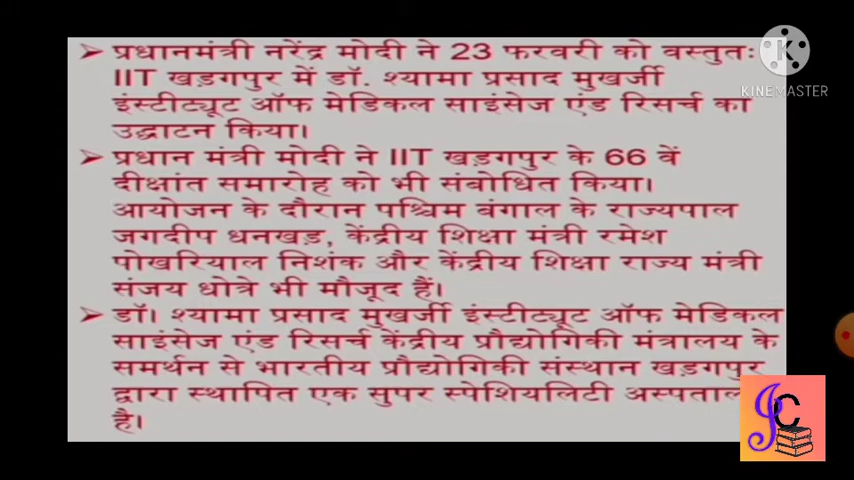 ➤ प्रधानमंत्री नरेंद्र मोदी ने 23 फरवरी को वस्तुतः
IIT खड़गपुर में डॉ. श्यामा प्रसाद मुखर्जी
इंस्टीट्यूट ऑफ मेडिकल साइंसेज एंड रिसर्च का
उद्घाटन किया।
➤ प्रधान मंत्री मोदी ने IIT खड़गपुर के 66 वें
दीक्षांत समारोह को भी संबोधित किया।
आयोजन के दौरान पश्चिम बंगाल के राज्यपाल
जगदीप धनखड़, केंद्रीय शिक्षा मंत्री रमेश
पोखरियाल निशंक और केंद्रीय शिक्षा राज्य मंत्री
संजय धोत्रे भी मौजूद हैं।
➤ डॉ। श्यामा प्रसाद मुखर्जी इंस्टीट्यूट ऑफ मेडिकल
साइंसेज एंड रिसर्च केंद्रीय प्रौद्योगिकी मंत्रालय के
समर्थन से भारतीय प्रौद्योगिकी संस्थान खड़गपुर
द्वारा स्थापित एक सुपर स्पेशियलिटी अस्पताल
है।
K
KINEMASTER
JC